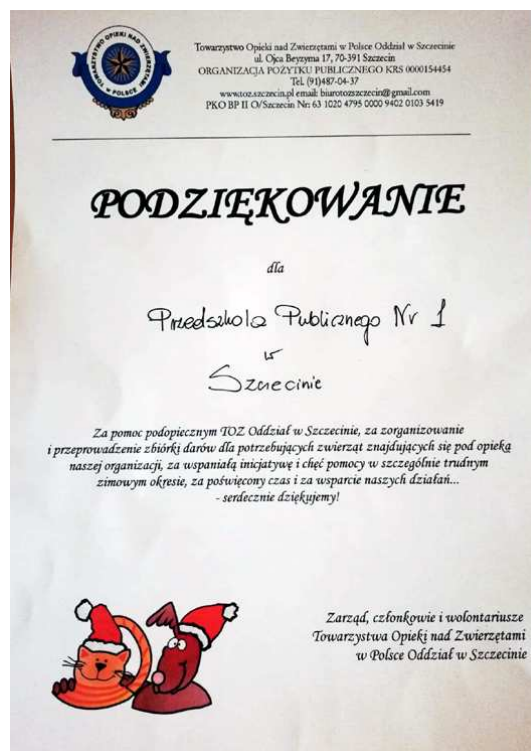 TOWARZYSTWO OPIEKI NAD ZWIERZĘTAMI
W POLSCE
Towarzystwo Opieki nad Zwierzętami w Polsce Oddział w Szczecinie
ul. Ojca Beyzyma 17, 70-391 Szczecin
ORGANIZACJA POŻYTKU PUBLICZNEGO KRS 0000154454
Tel. (91)487-04-37
www.toz.szczecin.pl email: biurotozszczecin@gmail.com
PKO BP II O/Szczecin Nr: 63 1020 4795 0000 9402 0103 5419
PODZIĘKOWANIE
dla
Przedszkola Publicznego Nr 1
w
Szczecinie
Za pomoc podopiecznym TOZ Oddział w Szczecinie, za zorganizowanie
i przeprowadzenie zbiórki darów dla potrzebujących zwierząt znajdujących się pod opieką
naszej organizacji, za wspaniałą inicjatywę i chęć pomocy w szczególnie trudnym
zimowym okresie, za poświęcony czas i za wsparcie naszych działań...
- serdecznie dziękujemy!
Zarząd, członkowie i wolontariusze
Towarzystwa Opieki nad Zwierzętami
w Polsce Oddział w Szczecinie